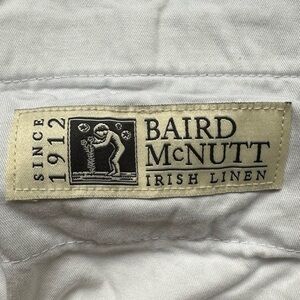 SINCE
1912
BAIRD
McNUTT
IRISH LINEN